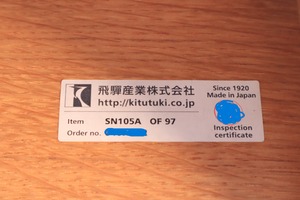 飛騨産業株式会社
http://kitutuki.co.jp
Item SN105A OF 97
Order no.
Since 1920
Made in Japan
Inspection
certificate